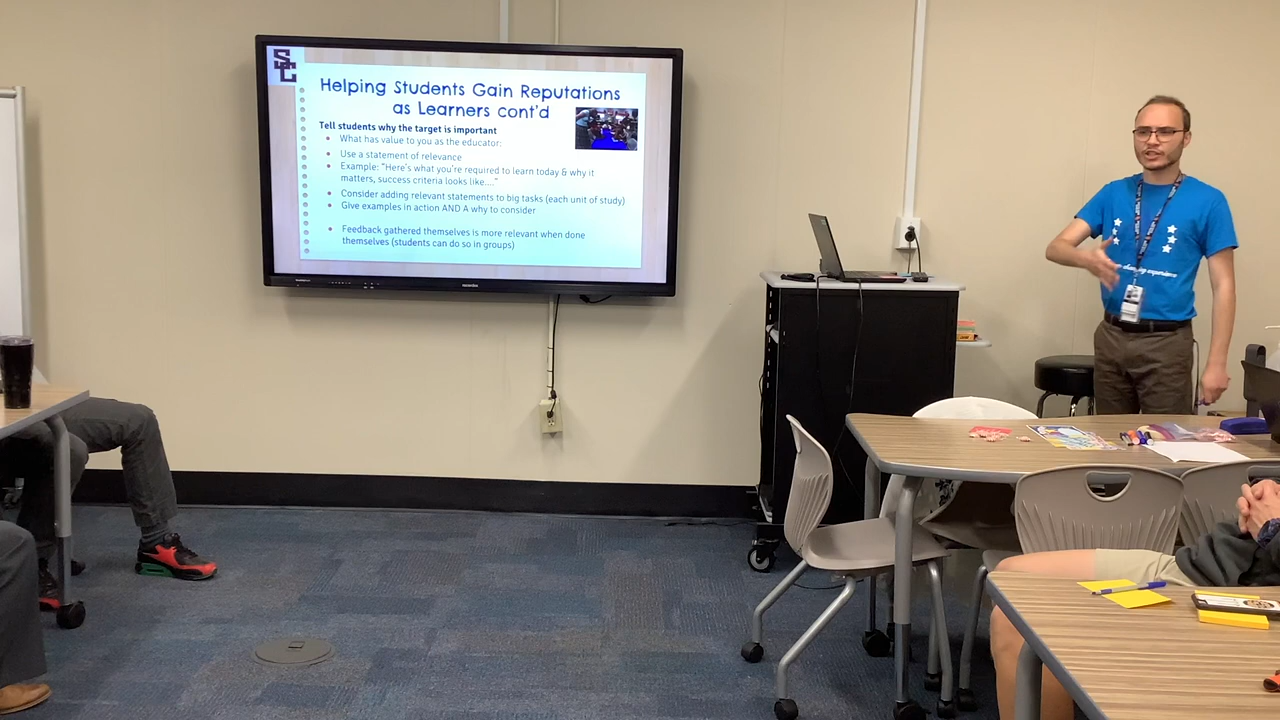 SC
Helping Students Gain Reputations
as Learners cont'd
Tell students why the target is important
What has value to you as the educator:
Use a statement of relevance
Example: "Here's what you're required to learn today & why it
matters, success criteria looks like...."
Consider adding relevant statements to big tasks (each unit of study)
Give examples in action AND A why to consider
Feedback gathered themselves is more relevant when done
themselves (students can do so in groups)
experience